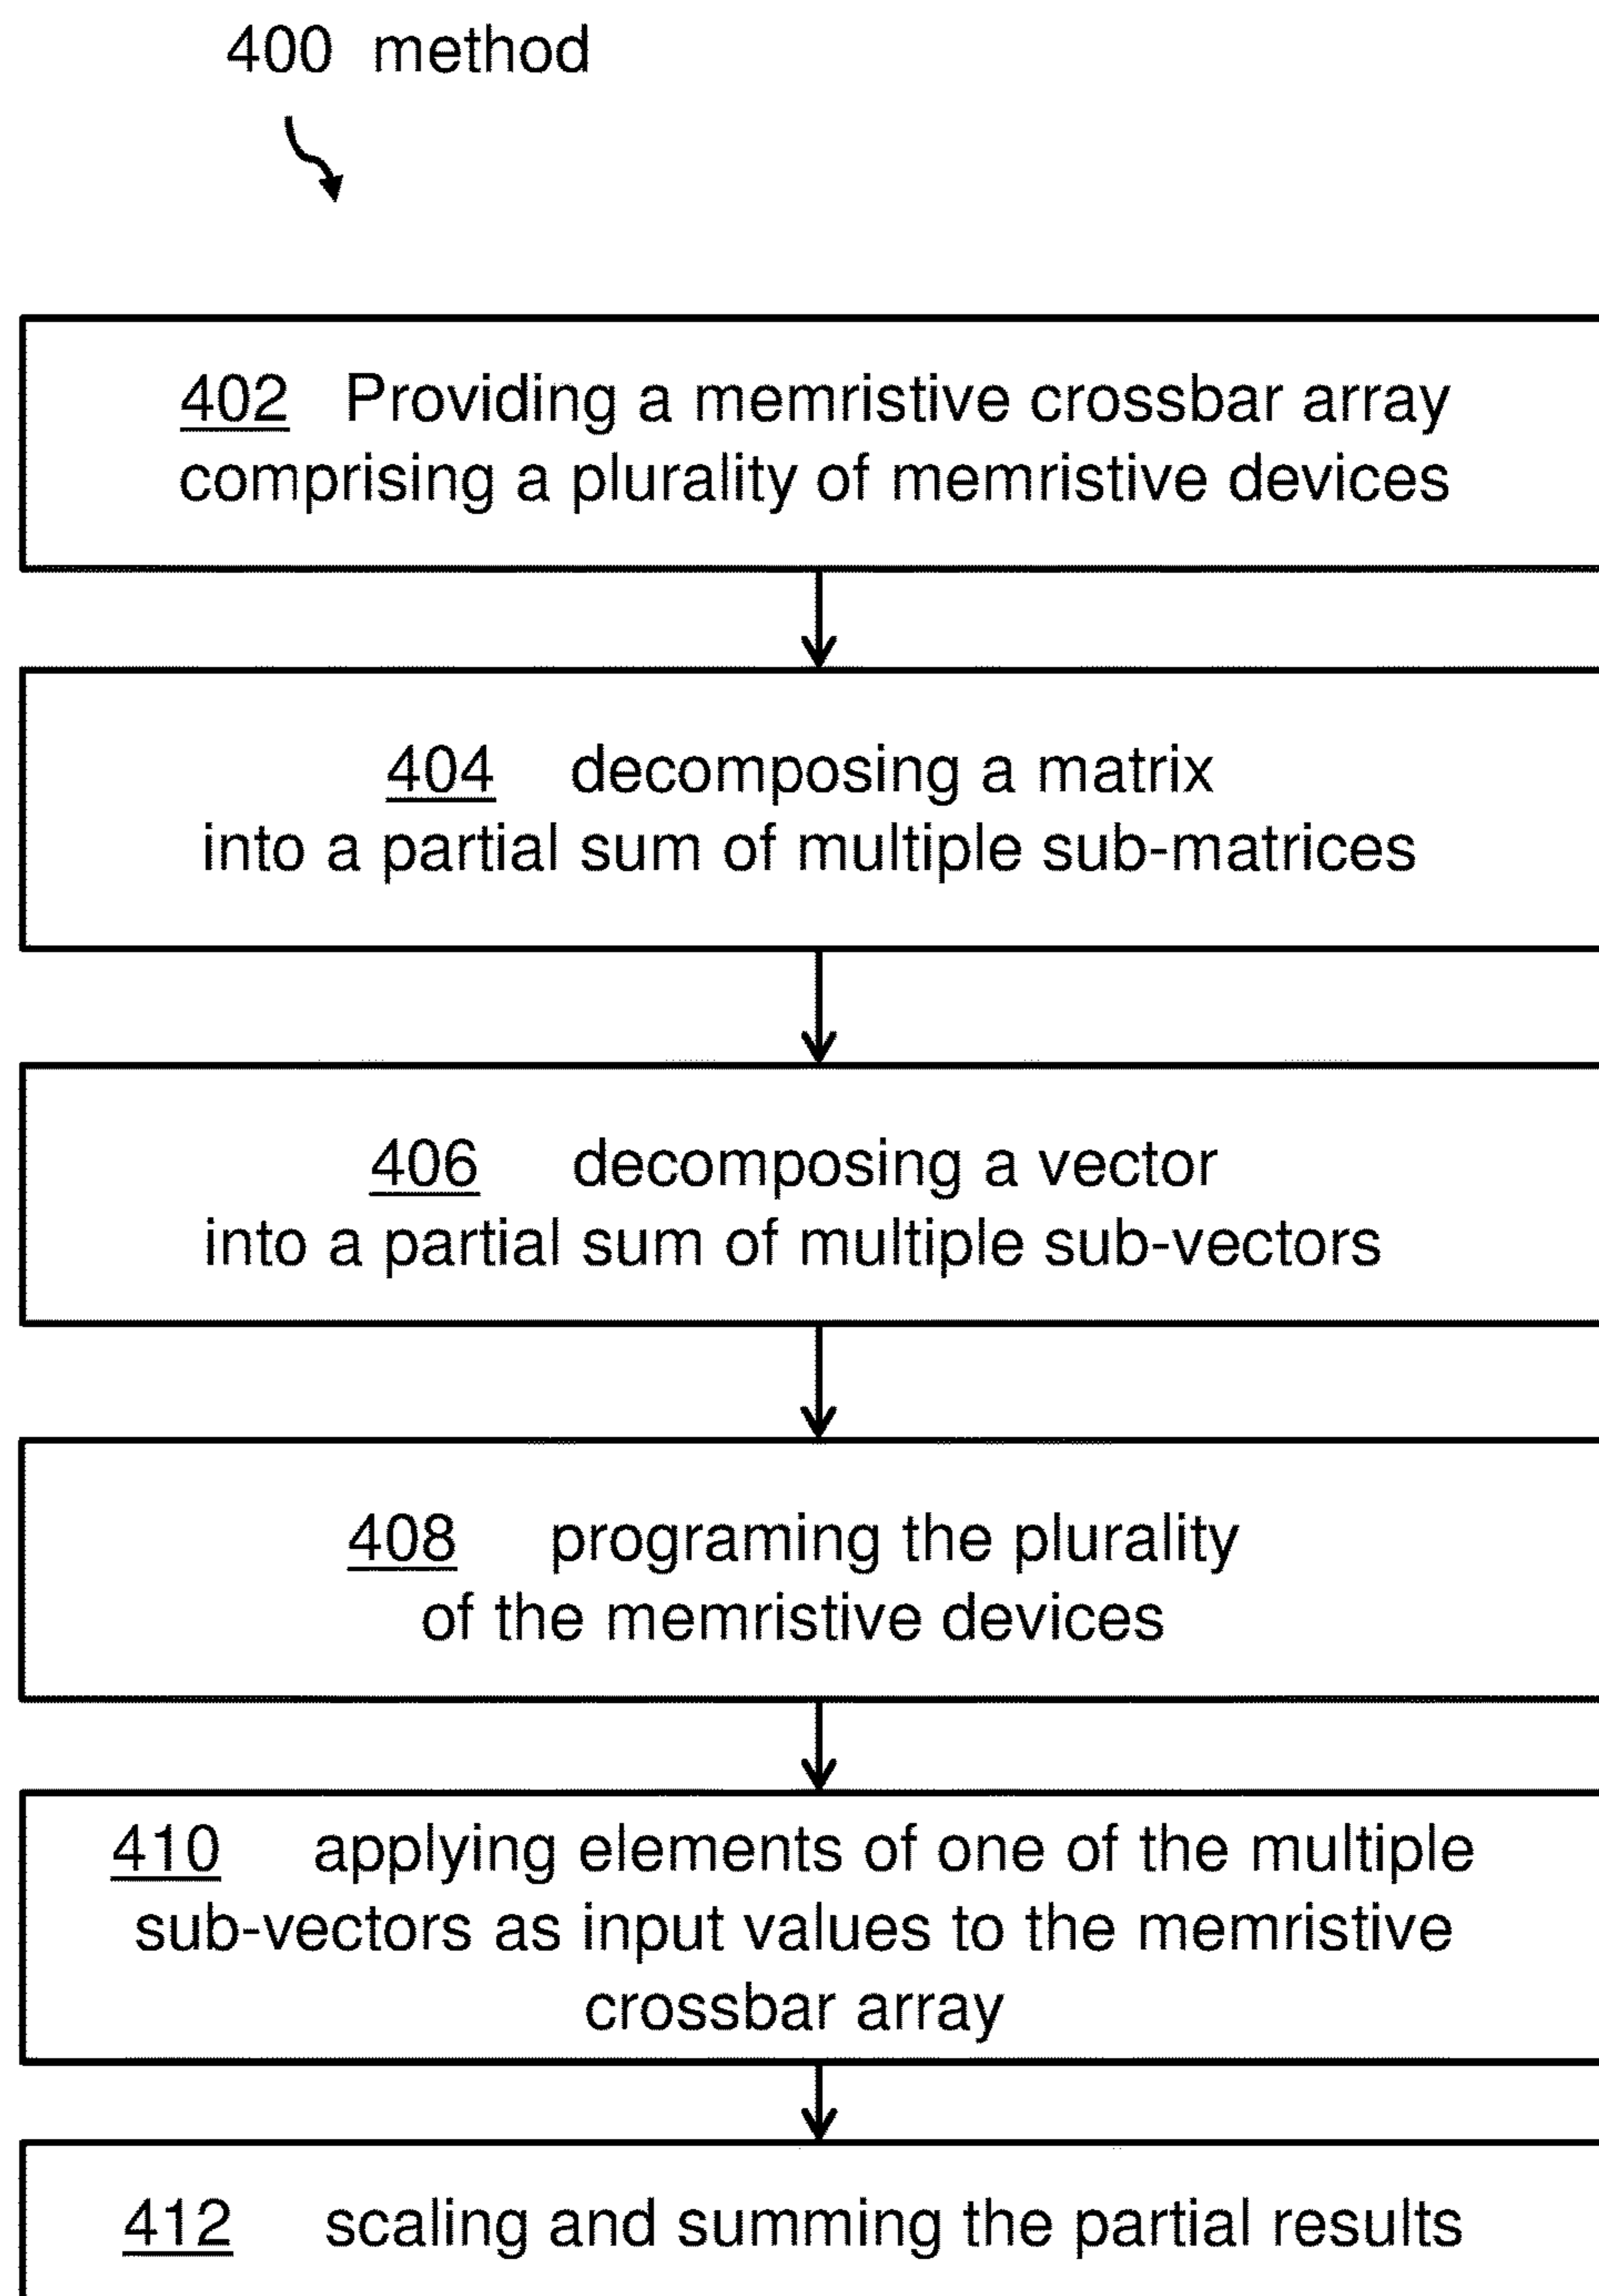 400 method
402 Providing a memristive crossbar array
comprising a plurality of memristive devices
404 decomposing a matrix
into a partial sum of multiple sub-matrices
406 decomposing a vector
into a partial sum of multiple sub-vectors
408 programing the plurality
of the memristive devices
410 applying elements of one of the multiple
sub-vectors as input values to the memristive
crossbar array
412 scaling and summing the partial results